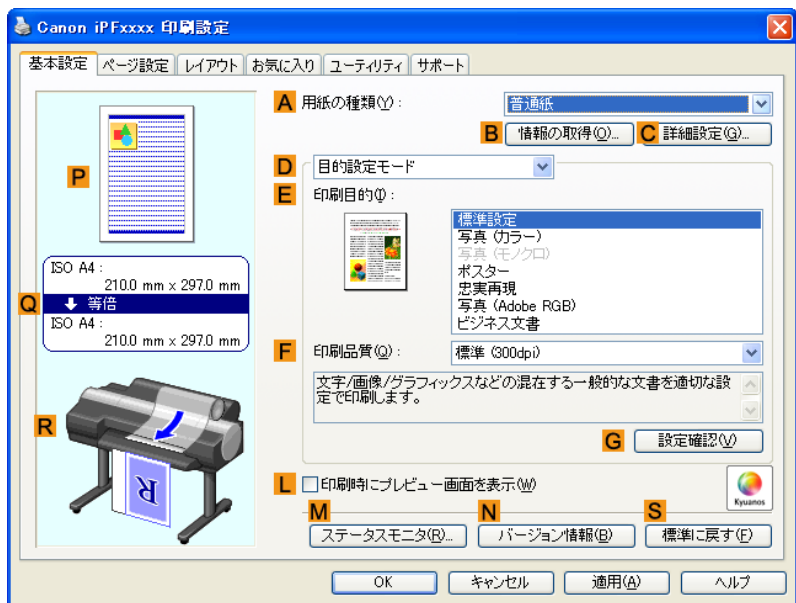 Canon iPFxxxx 印刷設定
基本設定 ページ設定 レイアウト お気に入り ユーティリティ サポート
A 用紙の種類(Y): 普通紙
B 情報の取得(O)... C 詳細設定(G)...
D 目的設定モード
P
E 印刷目的(I):
標準設定
写真 (カラー)
写真 (モノクロ)
ポスター
忠実再現
写真 (Adobe RGB)
ビジネス文書
ISO A4 :
210.0 mm x 297.0 mm
Q 等倍
ISO A4 :
210.0 mm x 297.0 mm
F 印刷品質(Q): 標準 (300dpi)
文字/画像/グラフィックスなどの混在する一般的な文書を適切な設
定で印刷します。
R
R
G 設定確認(V)
L 印刷時にプレビュー画面を表示(W)
Kyuanos
M ステータスモニタ(R)... N バージョン情報(B) S 標準に戻す(F)
OK キャンセル 適用(A) ヘルプ